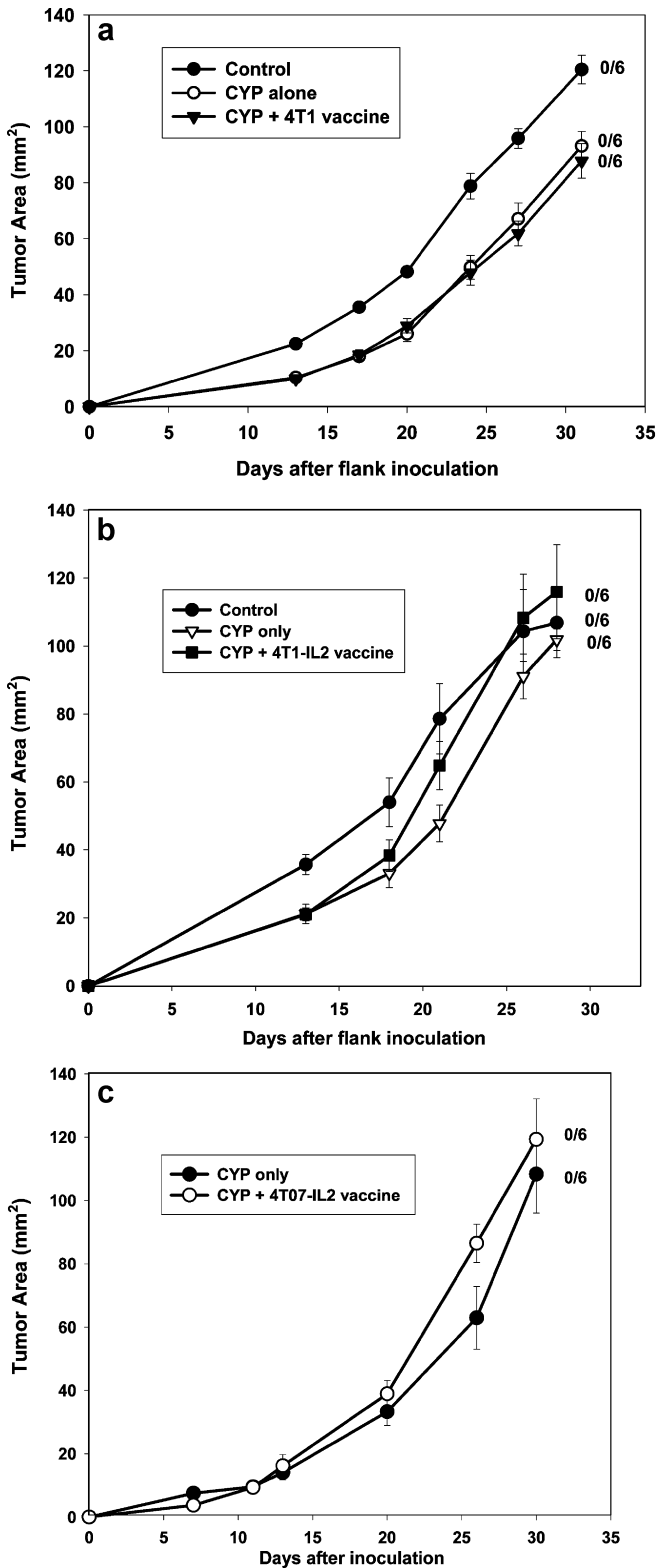 a
140
120
100
80
60
40
20
0
Tumor Area (mm²)
Control
CYP alone
CYP + 4T1 vaccine
0/6
0/6
0/6
0 5 10 15 20 25 30 35
Days after flank inoculation
b
140
120
100
80
60
40
20
0
Tumor Area (mm²)
Control
CYP only
CYP + 4T1-IL2 vaccine
0/6
0/6
0/6
0 5 10 15 20 25 30
Days after flank inoculation
c
140
120
100
80
60
40
20
0
Tumor Area (mm²)
CYP only
CYP + 4T07-IL2 vaccine
0/6
0/6
0 5 10 15 20 25 30 35
Days after inoculation